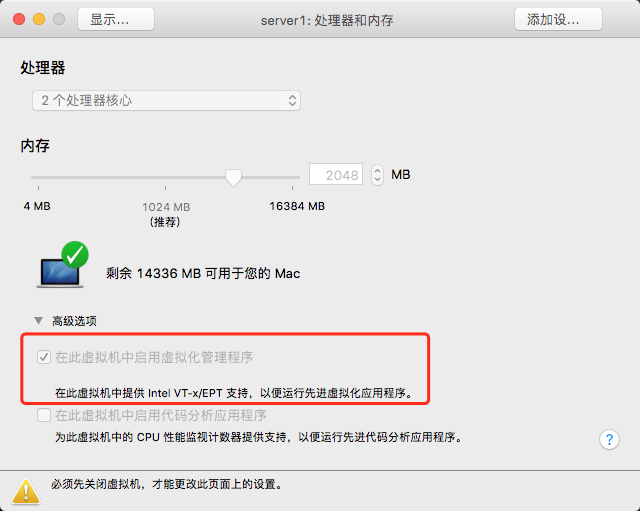 显示... server1: 处理器和内存 添加设...
处理器
2 个处理器核心
内存
2048 MB
4 MB 1024 MB 16384 MB
(推荐)
剩余 14336 MB 可用于您的 Mac
高级选项
在此虚拟机中启用虚拟化管理程序
在此虚拟机中提供 Intel VT-x/EPT 支持，以便运行先进虚拟化应用程序。
在此虚拟机中启用代码分析应用程序
为此虚拟机中的 CPU 性能监视计数器提供支持，以便运行先进代码分析应用程序。
?
必须先关闭虚拟机，才能更改此页面上的设置。